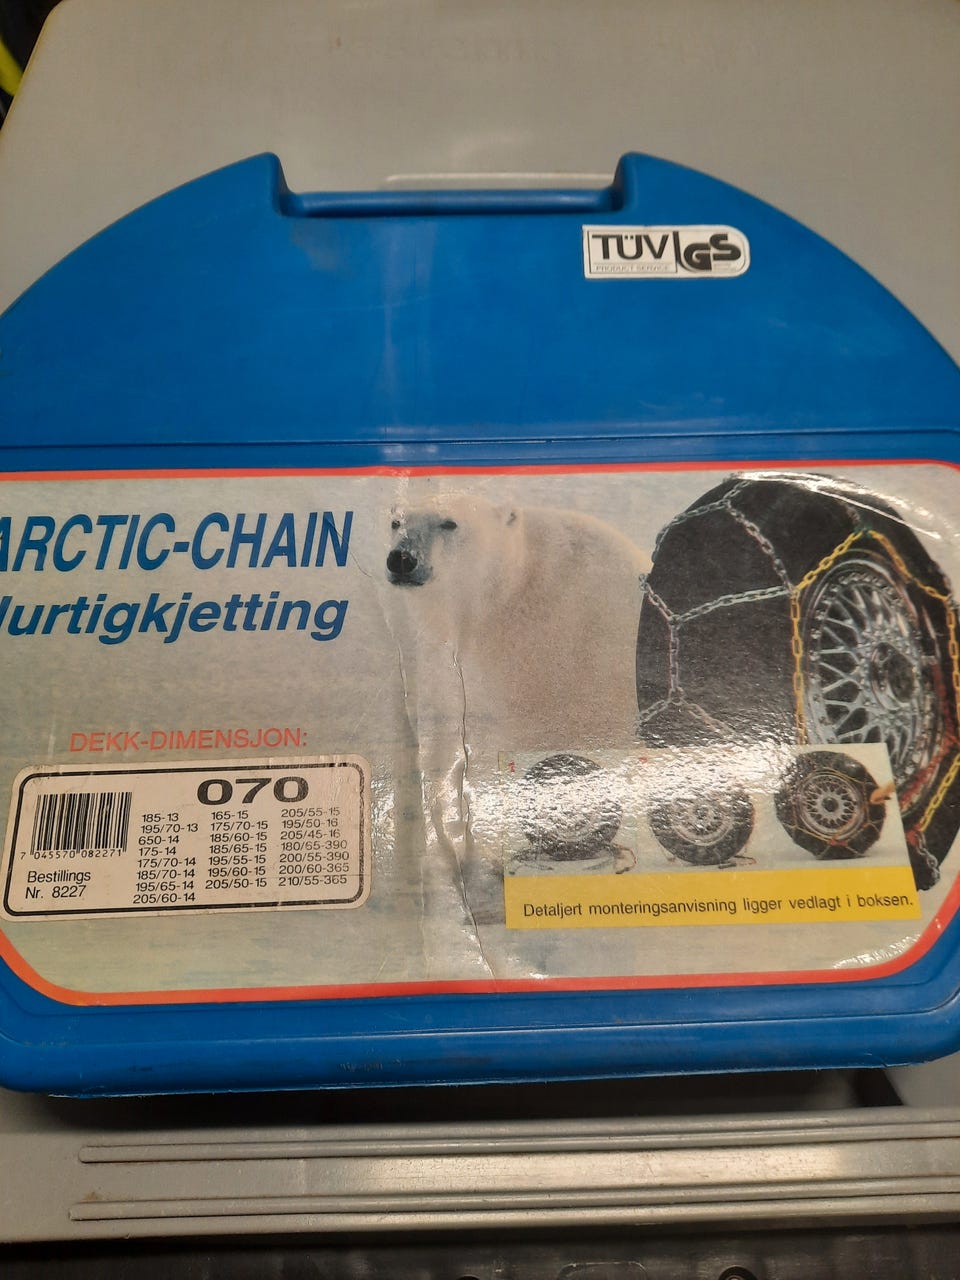 TÜV GS
PRODUCT SERVICE
ARCTIC-CHAIN
Hurtigkjetting
DEKK-DIMENSJON:
070
7 045570 082271
Bestillings
Nr. 8227
185-13
195/70-13
650-14
175-14
175/70-14
185/70-14
195/65-14
205/60-14
165-15
175/70-15
185/60-15
185/65-15
195/55-15
195/60-15
205/50-15
205/55-15
195/50-16
205/45-16
180/65-390
200/55-390
200/60-365
210/55-365
Detaljert monteringsanvisning ligger vedlagt i boksen.